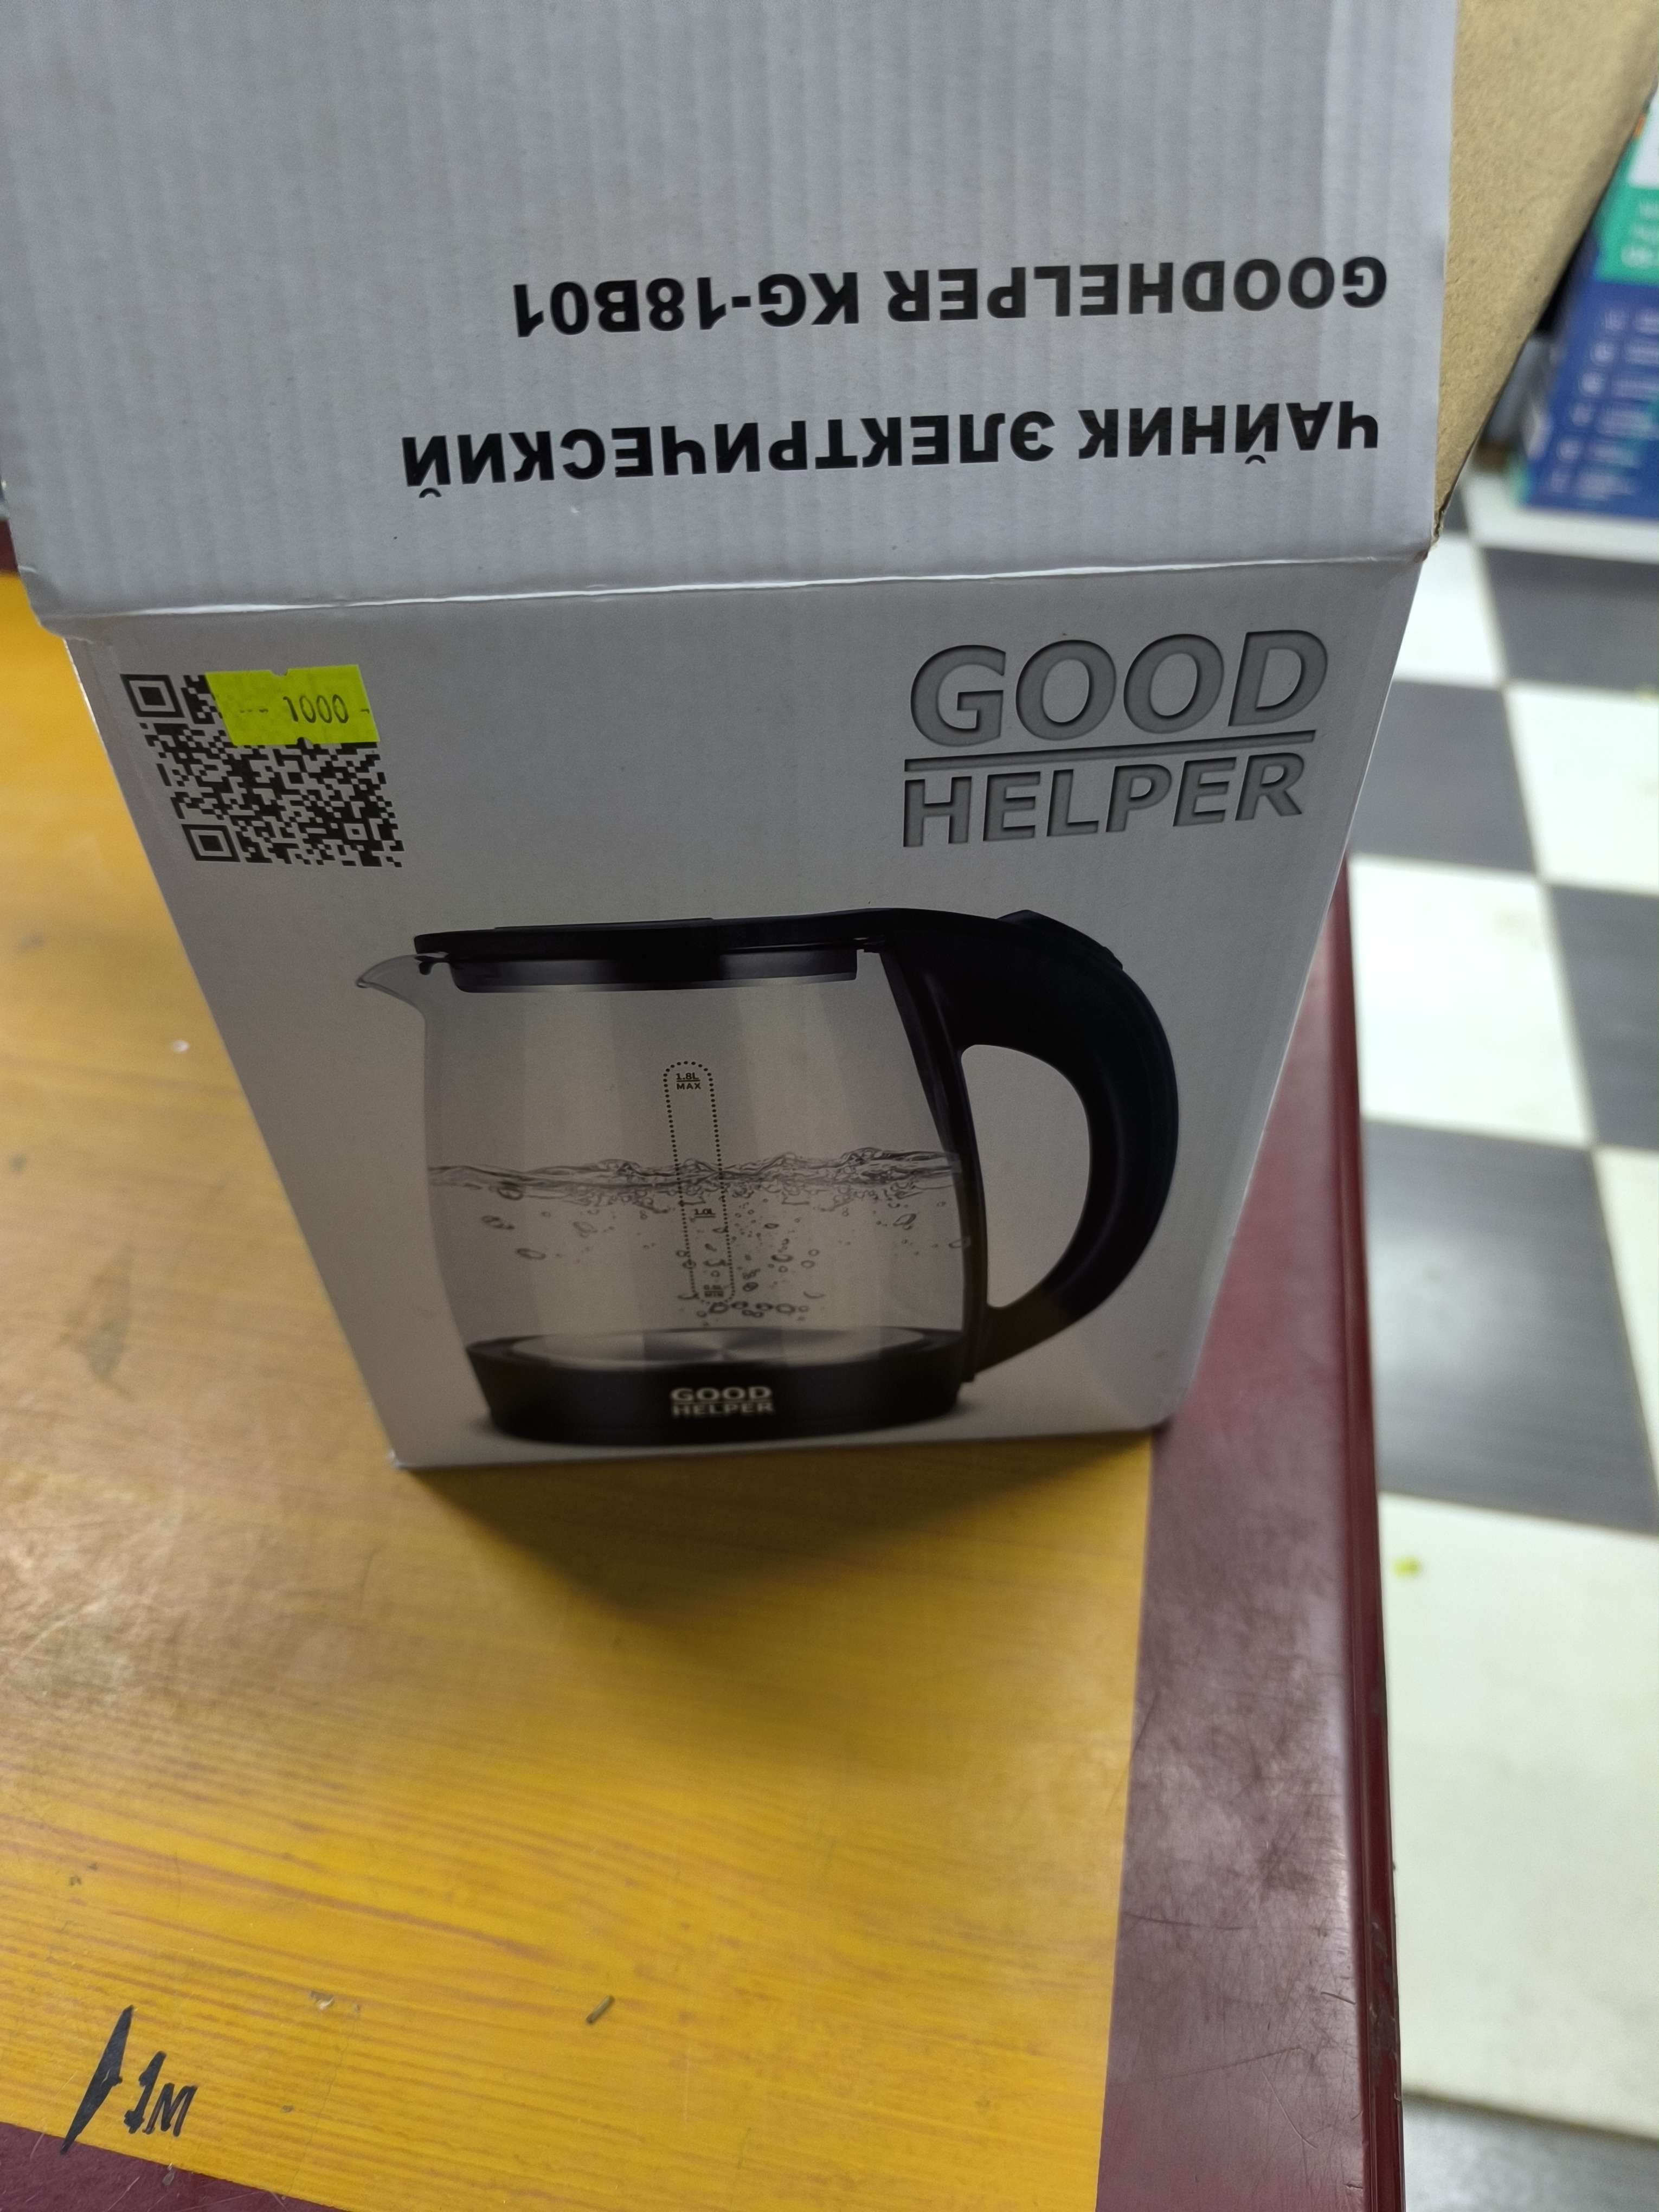 GOODHELPER KG-18B01
ЧАЙНИК ЭЛЕКТРИЧЕСКИЙ
1000
GOOD
HELPER
1.8L
MAX
1.0L
GOOD
HELPER
1м